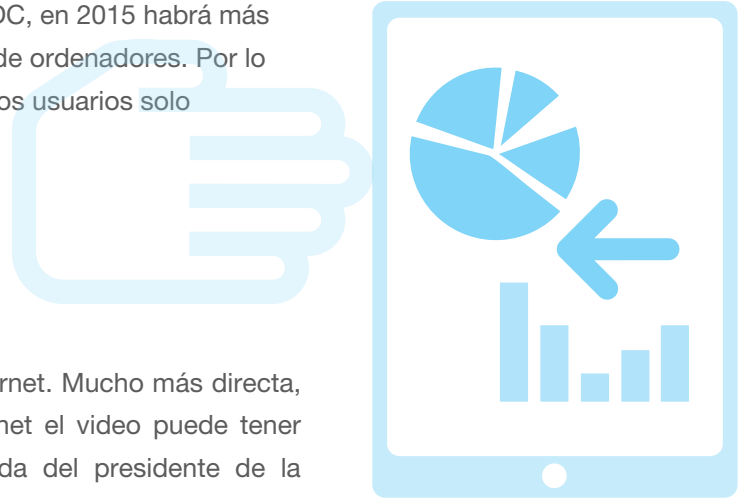 DC, en 2015 habrá más
de ordenadores. Por lo
os usuarios solo
rnet. Mucho más directa,
net el video puede tener
da del presidente de la